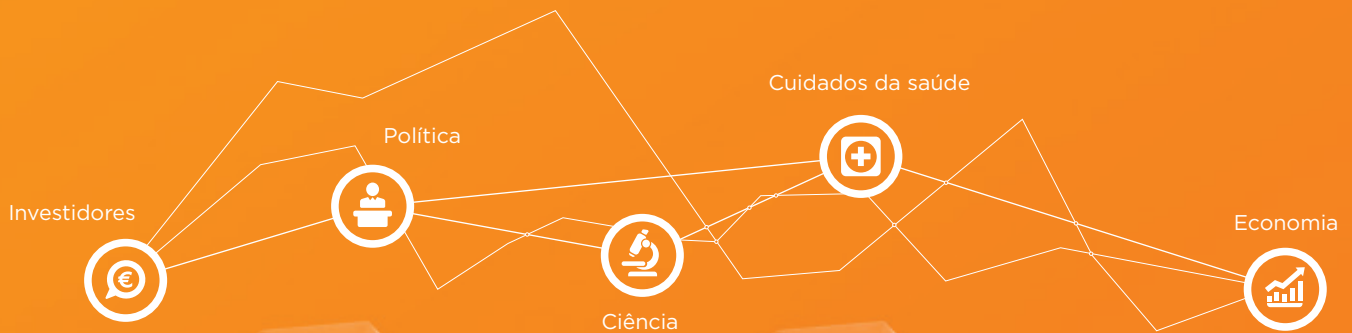 Cuidados da saúde
Política
Investidores
Economia
€
Ciência